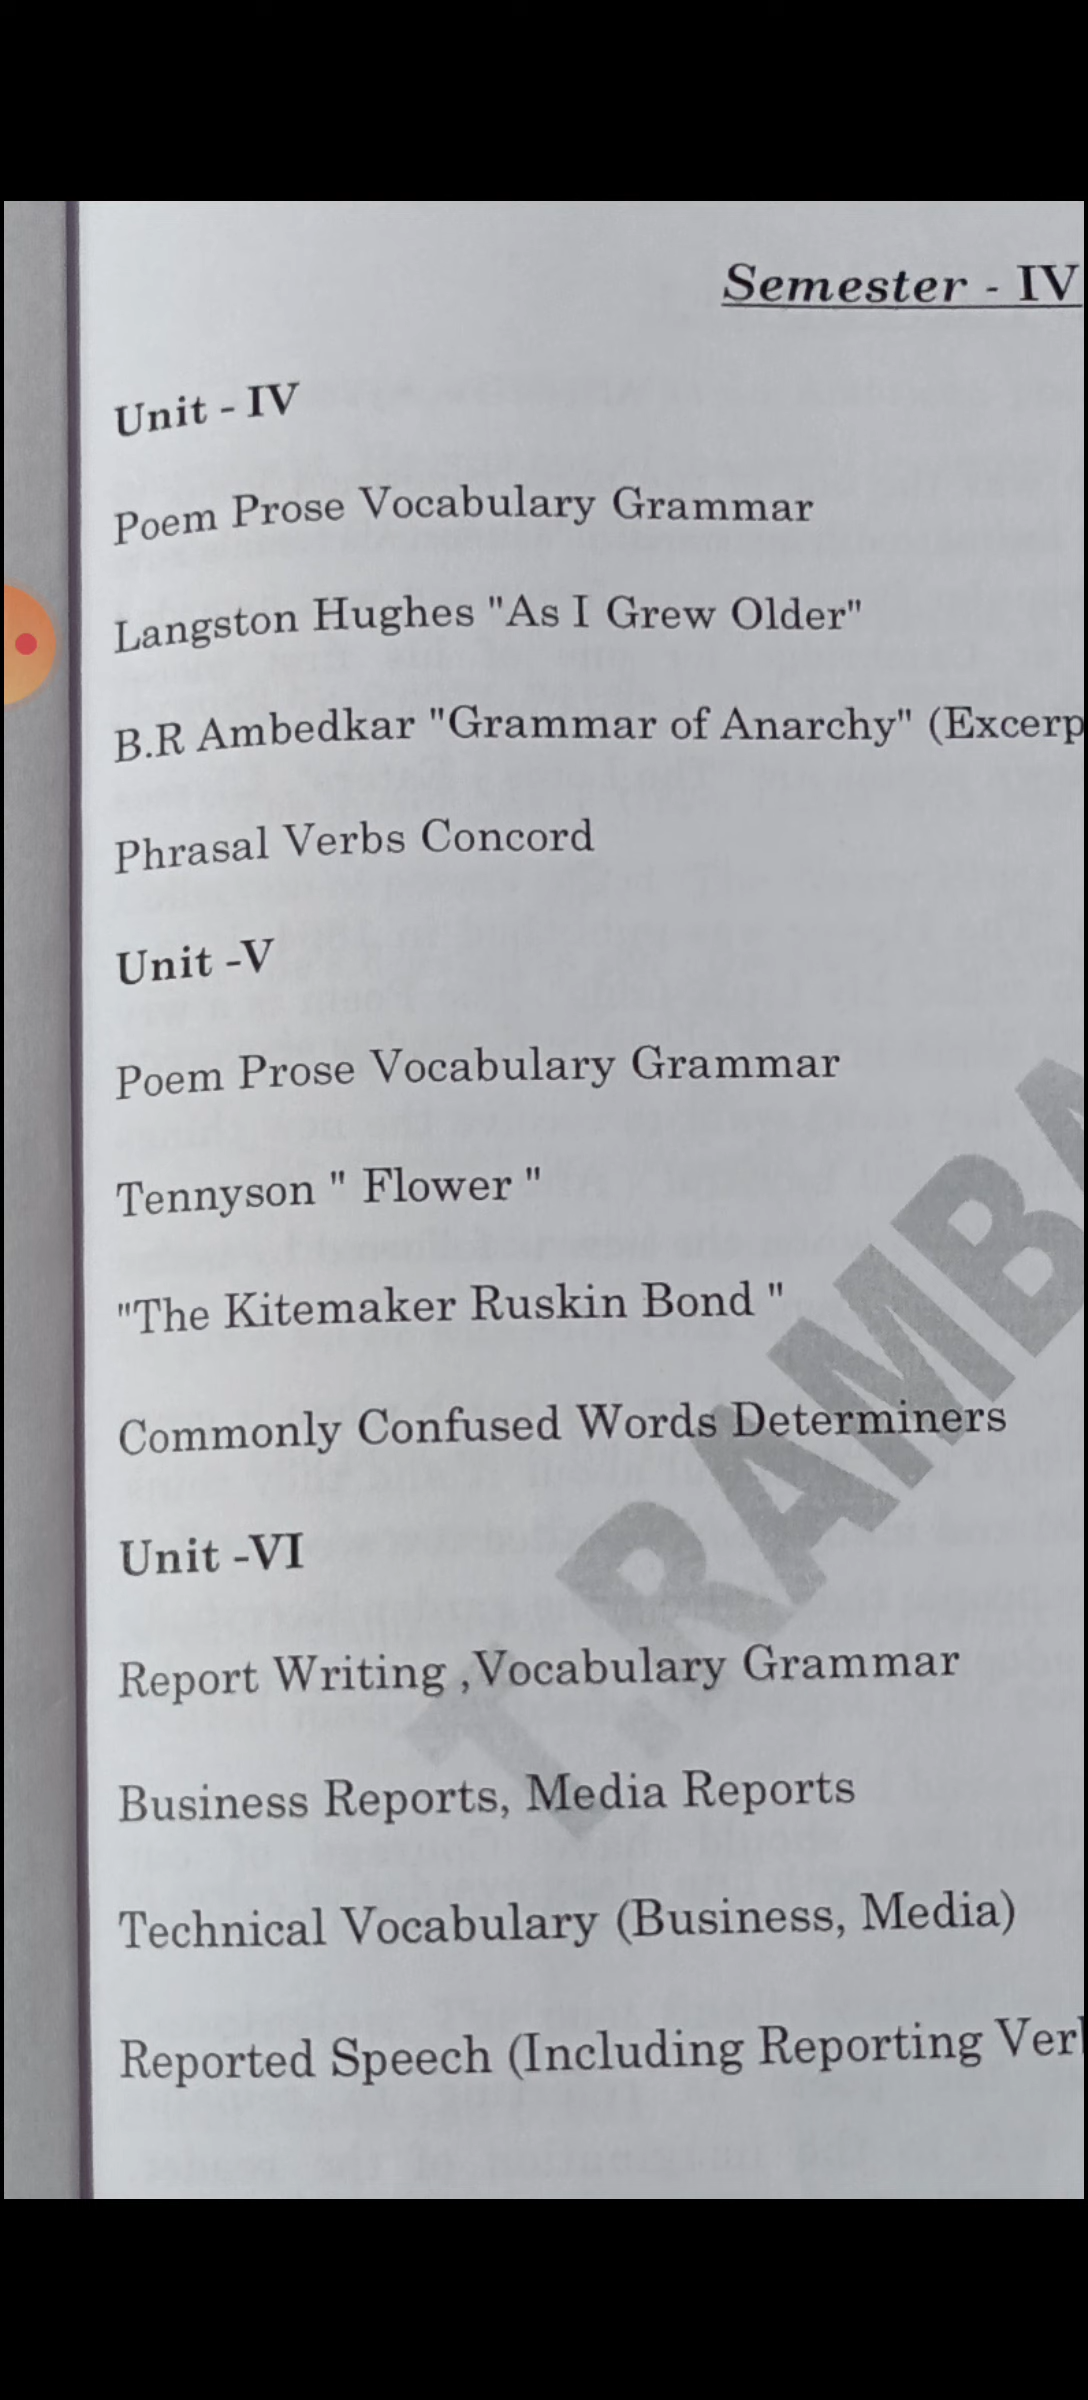 Semester - IV
Unit - IV
Poem Prose Vocabulary Grammar
Langston Hughes "As I Grew Older"
B.R Ambedkar "Grammar of Anarchy" (Excerp
Phrasal Verbs Concord
Unit -V
Poem Prose Vocabulary Grammar
Tennyson " Flower "
"The Kitemaker Ruskin Bond "
Commonly Confused Words Determiners
Unit -VI
Report Writing ,Vocabulary Grammar
Business Reports, Media Reports
Technical Vocabulary (Business, Media)
Reported Speech (Including Reporting
T.RAMBA